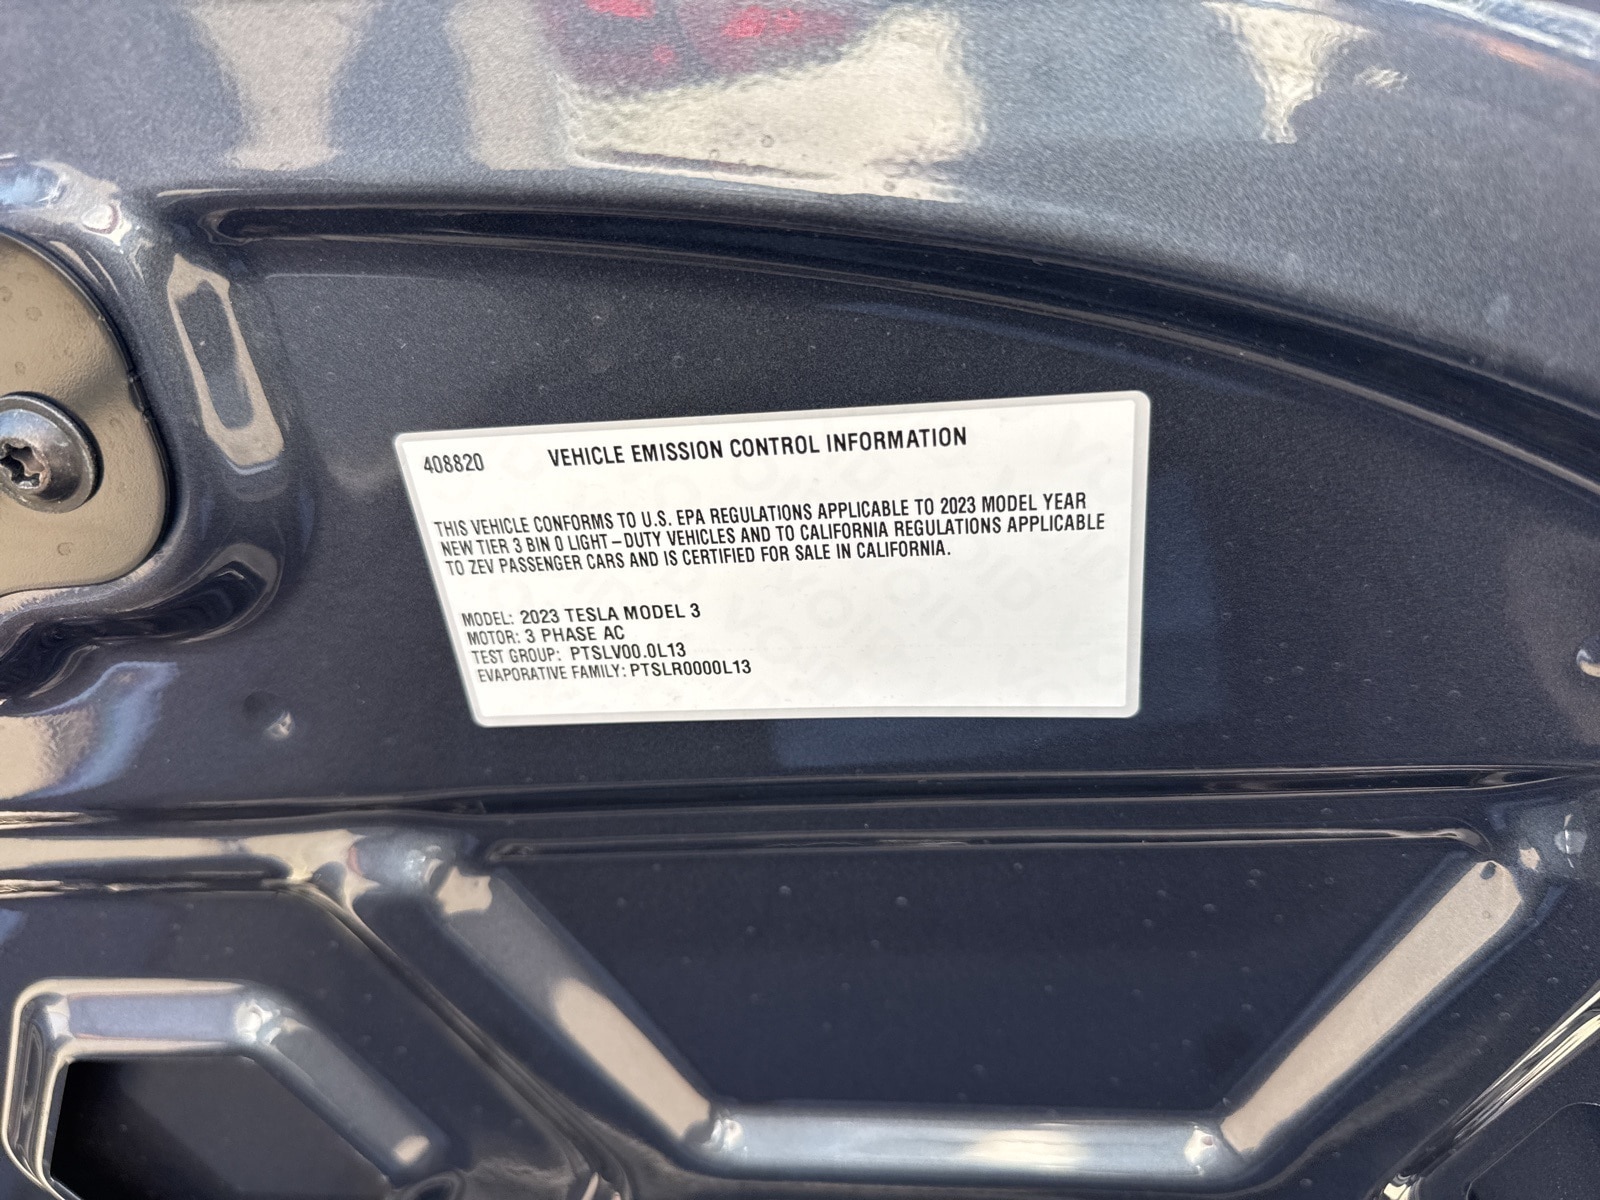 408820 VEHICLE EMISSION CONTROL INFORMATION
THIS VEHICLE CONFORMS TO U.S. EPA REGULATIONS APPLICABLE TO 2023 MODEL YEAR
NEW TIER 3 BIN 0 LIGHT-DUTY VEHICLES AND TO CALIFORNIA REGULATIONS APPLICABLE
TO ZEV PASSENGER CARS AND IS CERTIFIED FOR SALE IN CALIFORNIA.
MODEL: 2023 TESLA MODEL 3
MOTOR: 3 PHASE AC
TEST GROUP: PTSLV00.0L13
EVAPORATIVE FAMILY: PTSLR0000L13